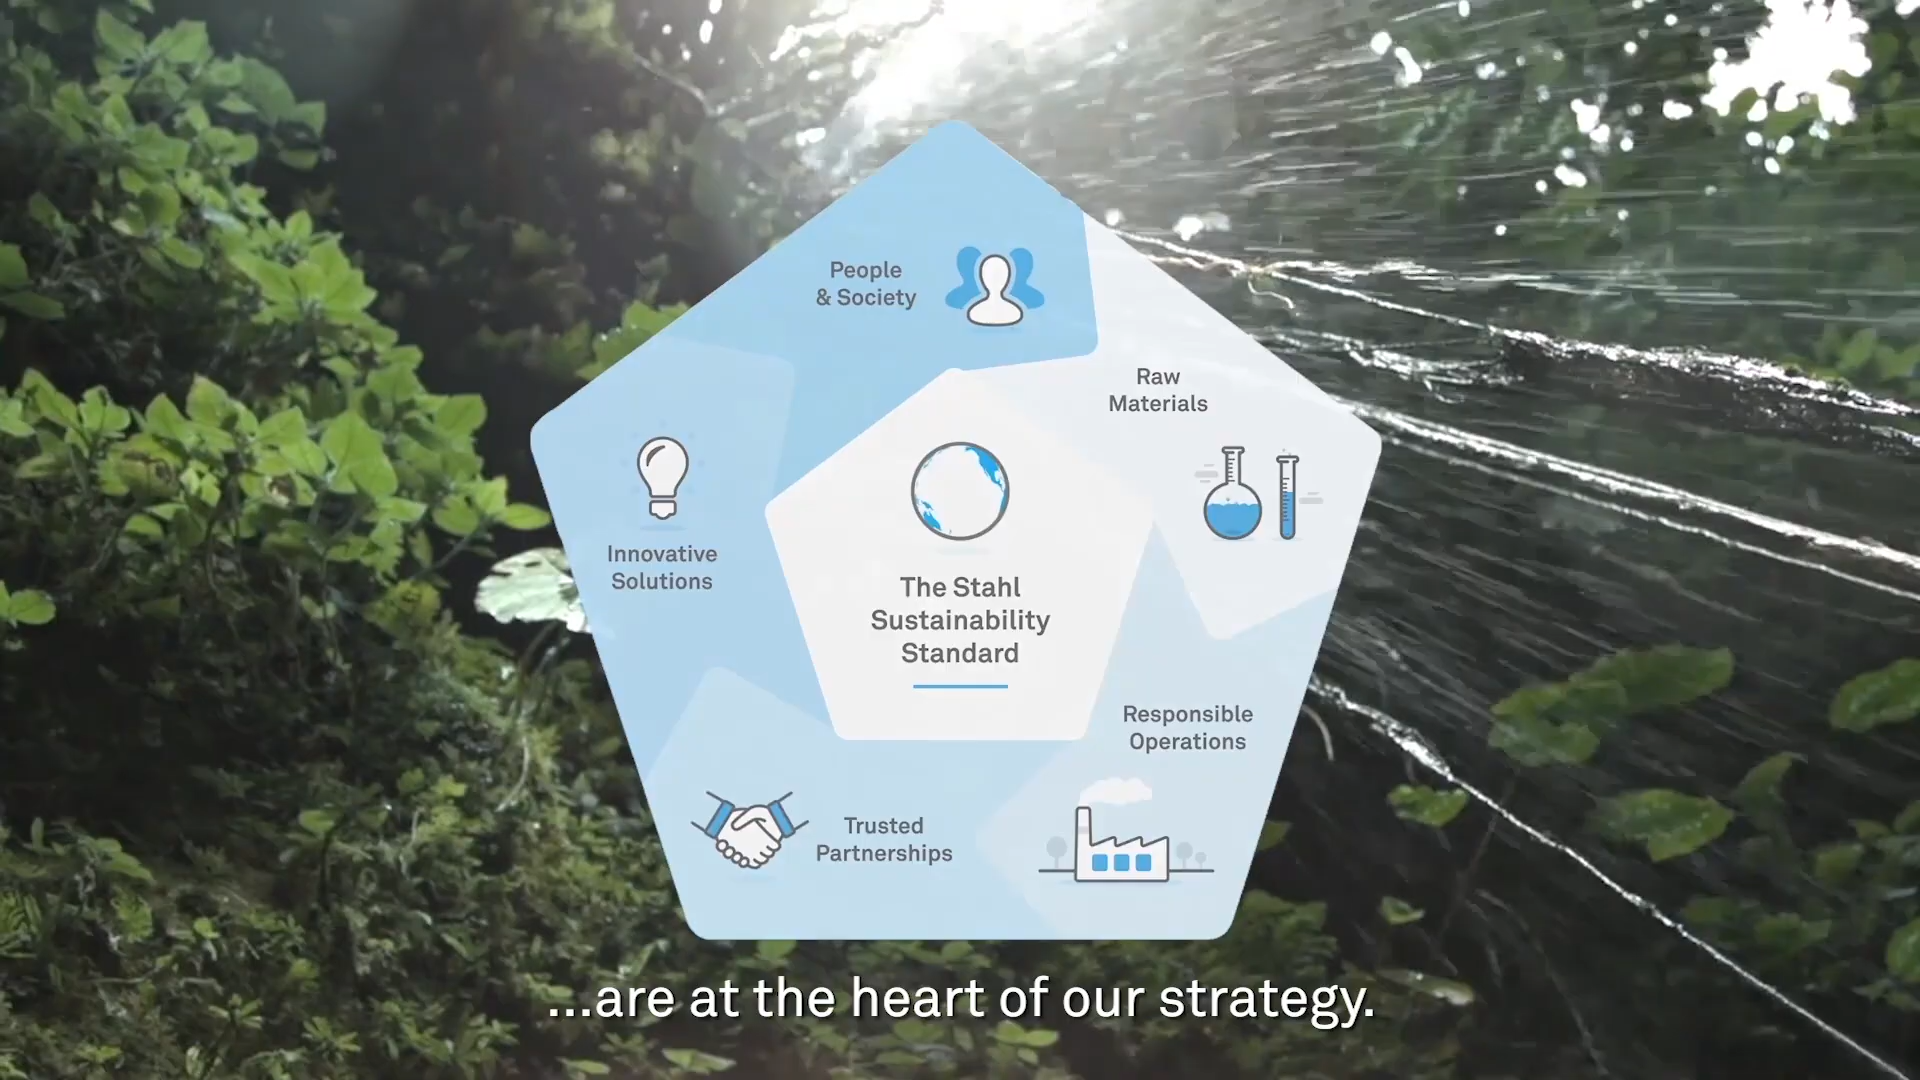 People
& Society
Raw
Materials
Innovative
Solutions
The Stahl
Sustainability
Standard
Responsible
Operations
Trusted
Partnerships
...are at the heart of our strategy.